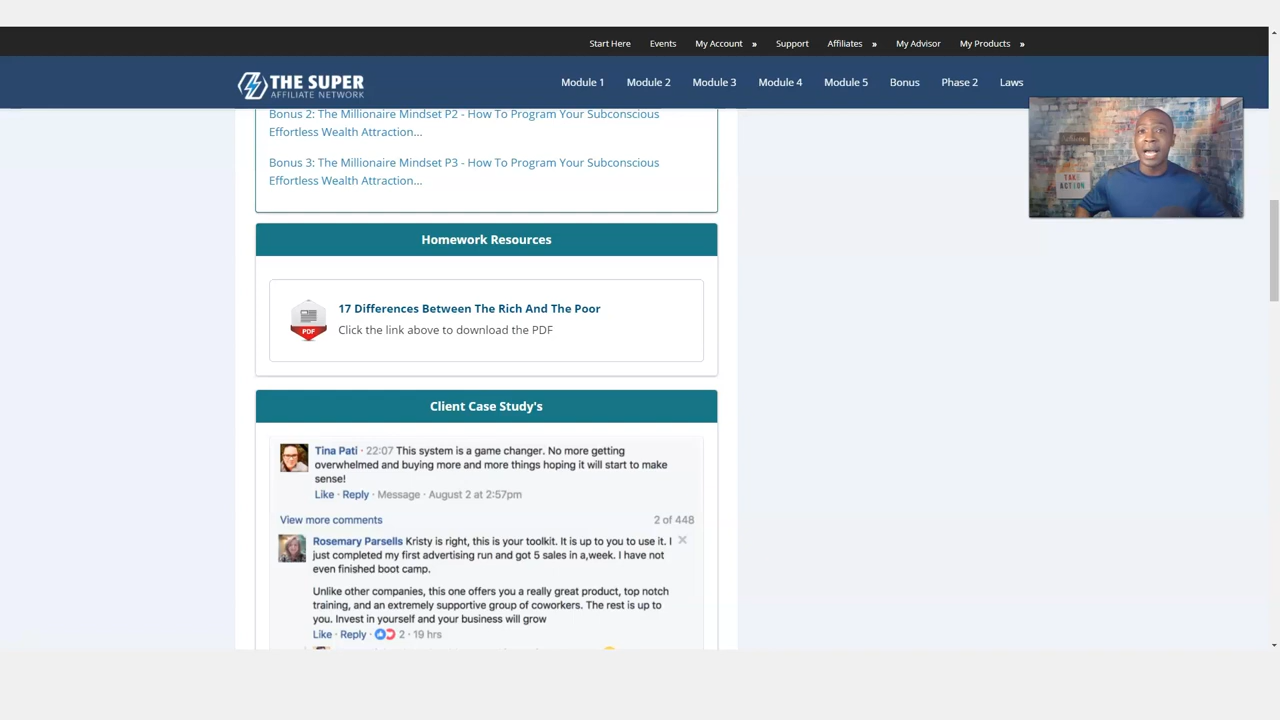 Start Here Events My Account » Support Affiliates » My Advisor My Products »
THE SUPER
AFFILIATE NETWORK
Module 1 Module 2 Module 3 Module 4 Module 5 Bonus Phase 2 Laws
Bonus 2: The Millionaire Mindset P2 - How To Program Your Subconscious
Effortless Wealth Attraction...
Bonus 3: The Millionaire Mindset P3 - How To Program Your Subconscious
Effortless Wealth Attraction...
TAKE
ACTION
Homework Resources
17 Differences Between The Rich And The Poor
Click the link above to download the PDF
PDF
Client Case Study's
Tina Pati · 22:07 This system is a game changer. No more getting
overwhelmed and buying more and more things hoping it will start to make
sense!
Like · Reply · Message · August 2 at 2:57pm
View more comments 2 of 448
Rosemary Parsells Kristy is right, this is your toolkit. It is up to you to use it. I
just completed my first advertising run and got 5 sales in a,week. I have not
even finished boot camp.
Unlike other companies, this one offers you a really great product, top notch
training, and an extremely supportive group of coworkers. The rest is up to
you. Invest in yourself and your business will grow
Like · Reply · 2 · 19 hrs